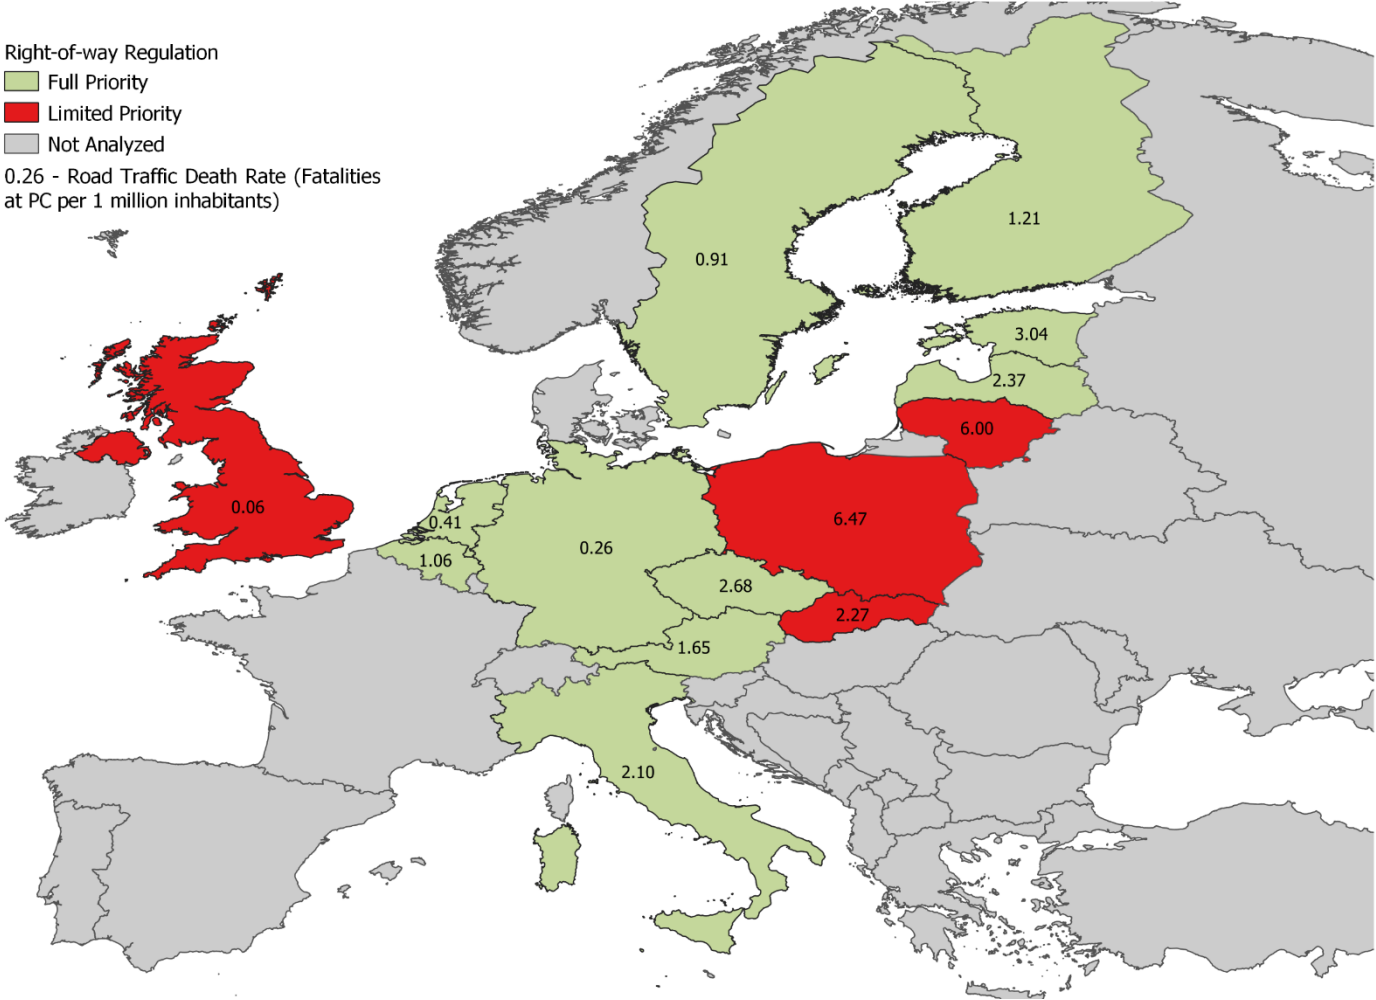 Right-of-way Regulation
Full Priority
Limited Priority
Not Analyzed
0.26 - Road Traffic Death Rate (Fatalities
at PC per 1 million inhabitants)
1.21
0.91
3.04
2.37
6.00
0.06
0.41
6.47
0.26
1.06
2.68
2.27
1.65
2.10